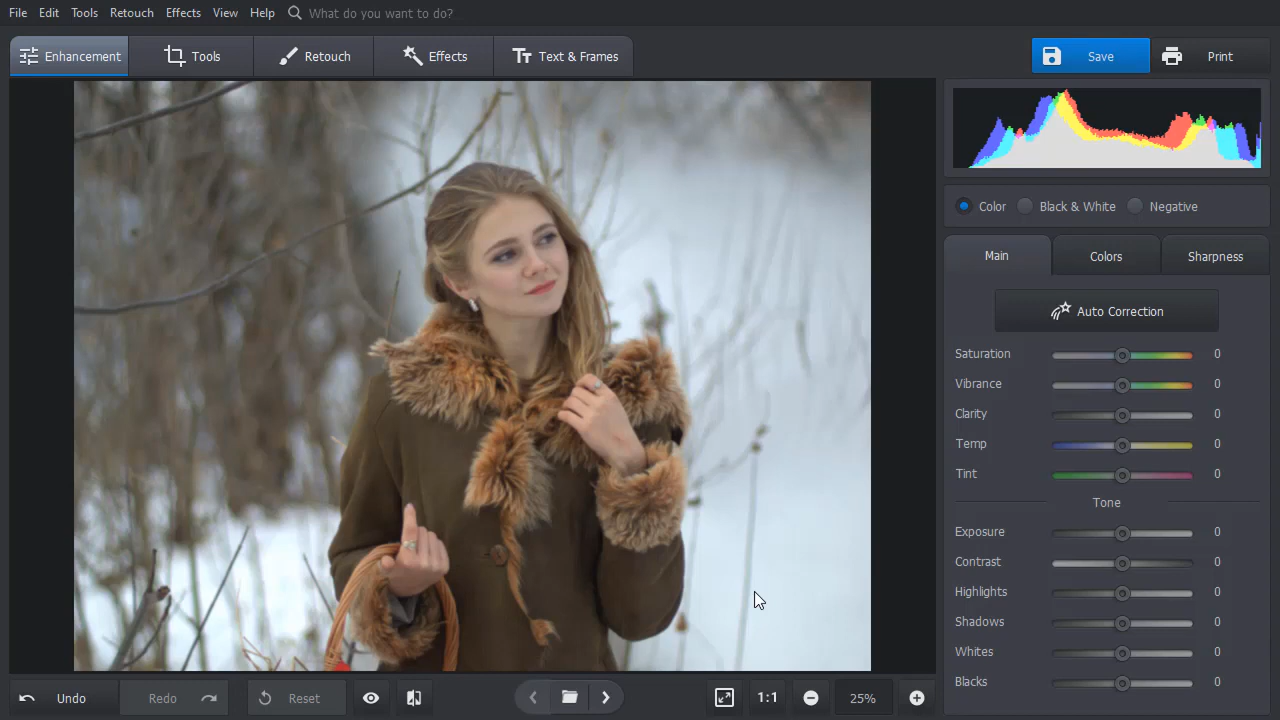 File Edit Tools Retouch Effects View Help What do you want to do?
Enhancement Tools Retouch Effects Text & Frames Save Print
Color Black & White Negative
Main Colors Sharpness
Auto Correction
Saturation 0
Vibrance 0
Clarity 0
Temp 0
Tint 0
Tone
Exposure 0
Contrast 0
Highlights 0
Shadows 0
Whites 0
Blacks 0
Undo Redo Reset 1:1 25%